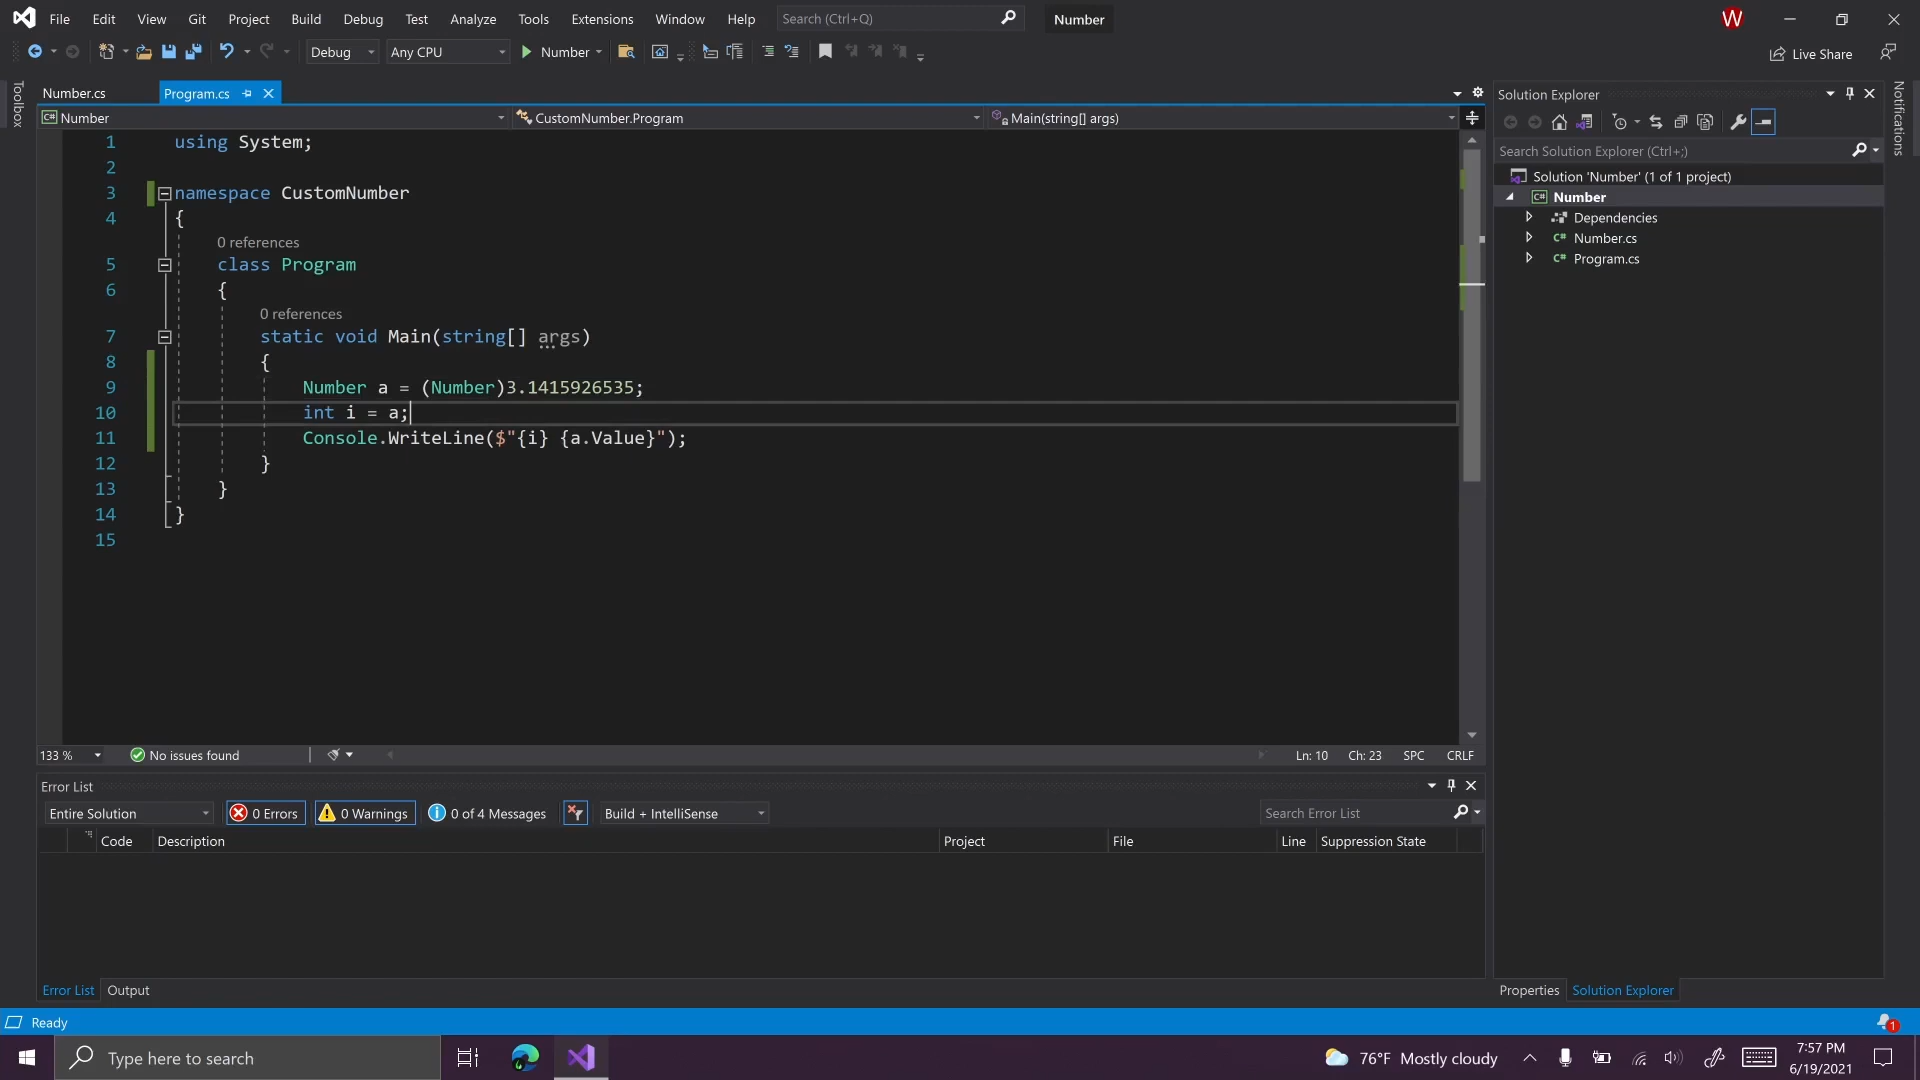 File Edit View Git Project Build Debug Test Analyze Tools Extensions Window Help Search (Ctrl+Q) Number W
Debug Any CPU Number Live Share
Toolbox
Number.cs Program.cs
Number CustomNumber.Program Main(string[] args)
1 using System;
2
3 namespace CustomNumber
4 {
0 references
5 class Program
6 {
0 references
7 static void Main(string[] args)
8 {
9 Number a = (Number)3.1415926535;
10 int i = a;
11 Console.WriteLine($"{i} {a.Value}");
12 }
13 }
14 }
15
133 % No issues found Ln: 10 Ch: 23 SPC CRLF
Error List
Entire Solution 0 Errors 0 Warnings 0 of 4 Messages Build + IntelliSense Search Error List
Code Description Project File Line Suppression State
Error List Output
Solution Explorer
Search Solution Explorer (Ctrl+;)
Solution 'Number' (1 of 1 project)
C# Number
Dependencies
C# Number.cs
C# Program.cs
Properties Solution Explorer
Notifications
Ready 1
Type here to search 76°F Mostly cloudy 7:57 PM
6/19/2021